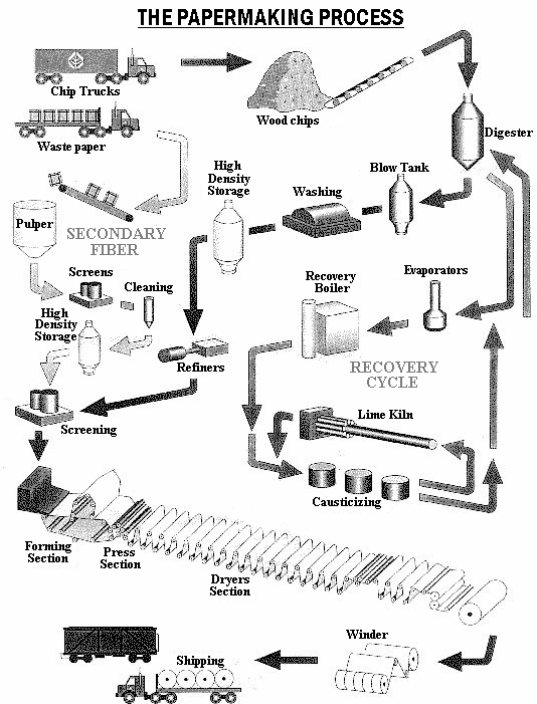 THE PAPERMAKING PROCESS
Chip Trucks
Wood chips
Digester
Waste paper
High
Density
Storage
Washing
Blow Tank
Pulper
SECONDARY
FIBER
Screens
Cleaning
High
Density
Storage
Refiners
Screening
Recovery
Boiler
Evaporators
RECOVERY
CYCLE
Lime Kiln
Causticizing
Forming
Section
Press
Section
Dryers
Section
Winder
Shipping